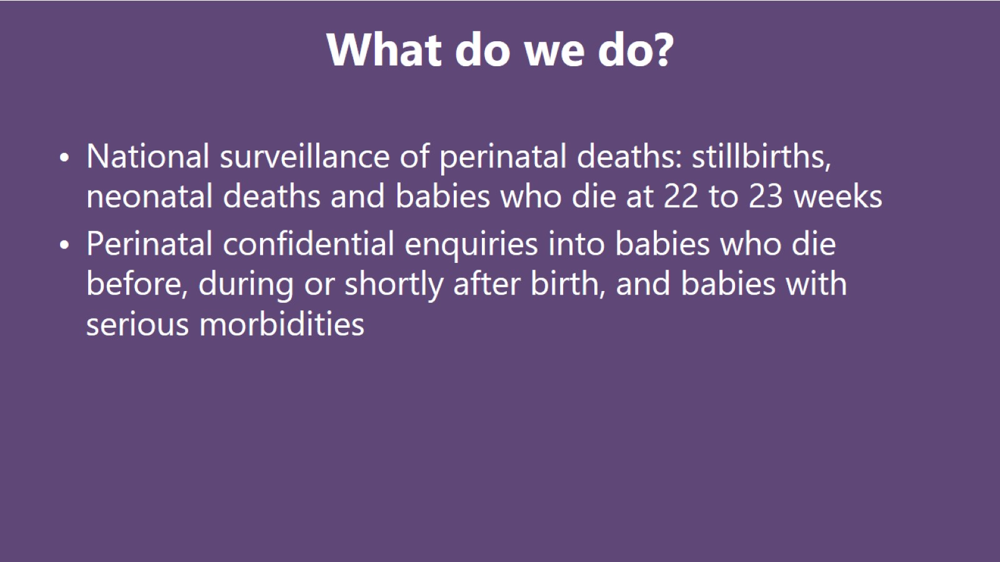 What do we do?
• National surveillance of perinatal deaths: stillbirths,
neonatal deaths and babies who die at 22 to 23 weeks
• Perinatal confidential enquiries into babies who die
before, during or shortly after birth, and babies with
serious morbidities